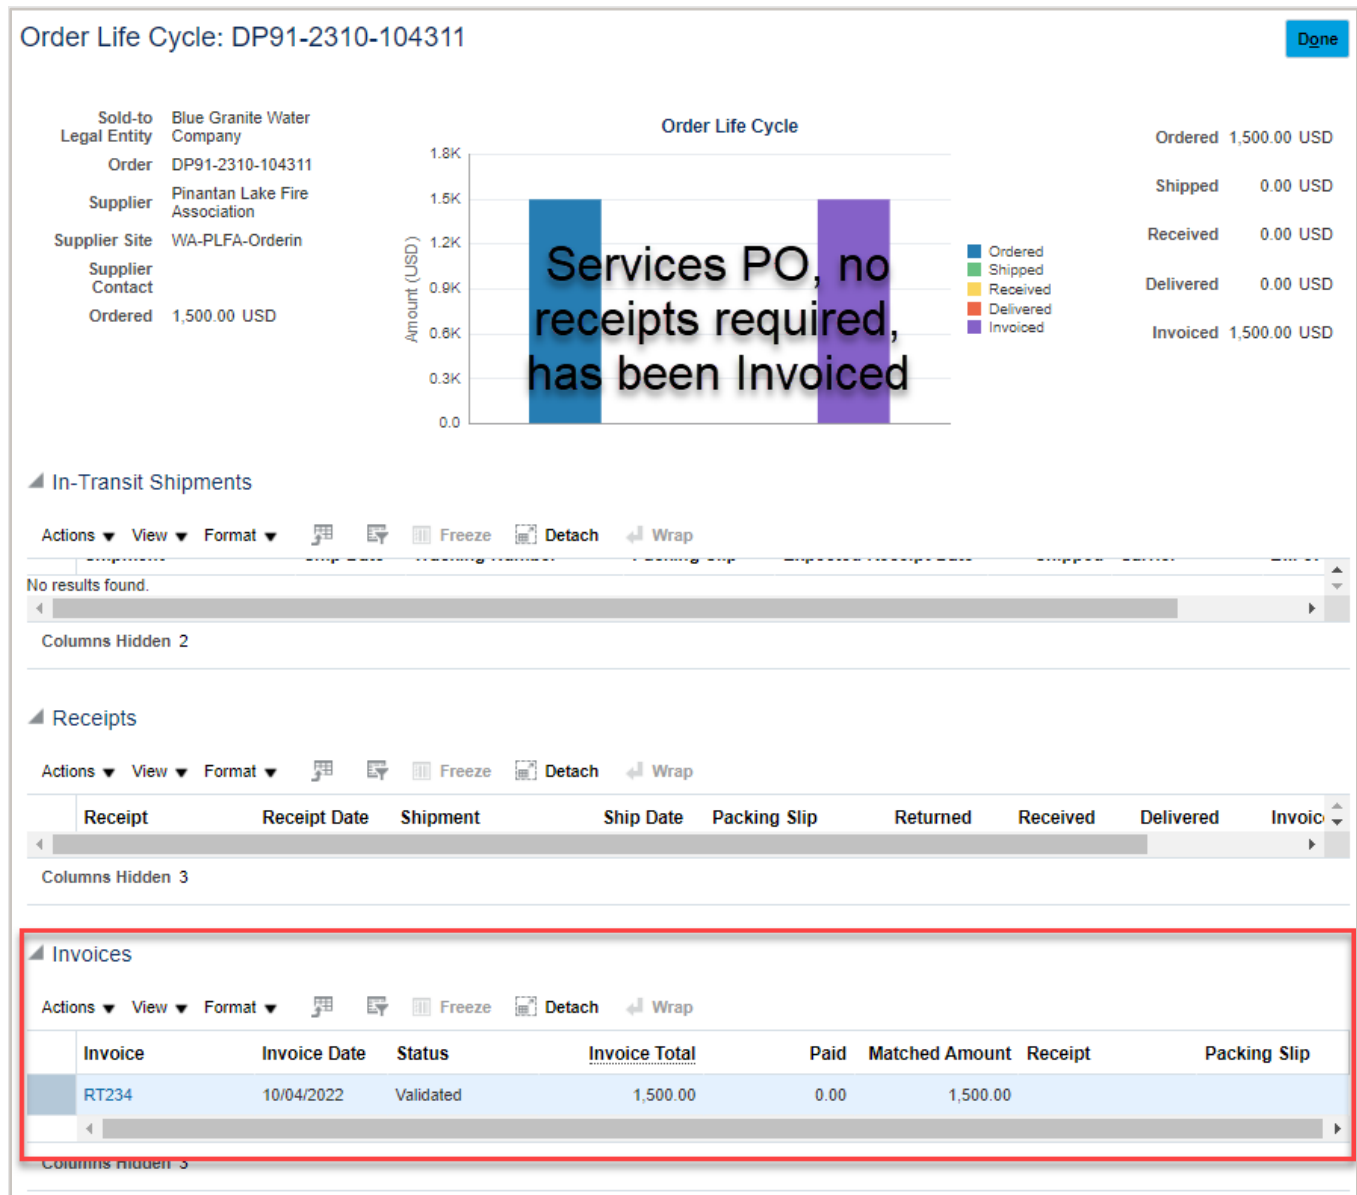 Order Life Cycle: DP91-2310-104311
Done
Sold-to Legal Entity Blue Granite Water Company
Order DP91-2310-104311
Supplier Pinantan Lake Fire Association
Supplier Site WA-PLFA-Orderin
Supplier Contact
Ordered 1,500.00 USD
Order Life Cycle
Amount (USD)
1.8K
1.5K
1.2K
0.9K
0.6K
0.3K
0.0
Services PO, no
receipts required,
has been Invoiced
Ordered
Shipped
Received
Delivered
Invoiced
Ordered 1,500.00 USD
Shipped 0.00 USD
Received 0.00 USD
Delivered 0.00 USD
Invoiced 1,500.00 USD
In-Transit Shipments
Actions View Format Freeze Detach Wrap
No results found.
Columns Hidden 2
Receipts
Actions View Format Freeze Detach Wrap
Receipt Receipt Date Shipment Ship Date Packing Slip Returned Received Delivered Invoic
Columns Hidden 3
Invoices
Actions View Format Freeze Detach Wrap
Invoice Invoice Date Status Invoice Total Paid Matched Amount Receipt Packing Slip
RT234 10/04/2022 Validated 1,500.00 0.00 1,500.00
Columns Hidden 3